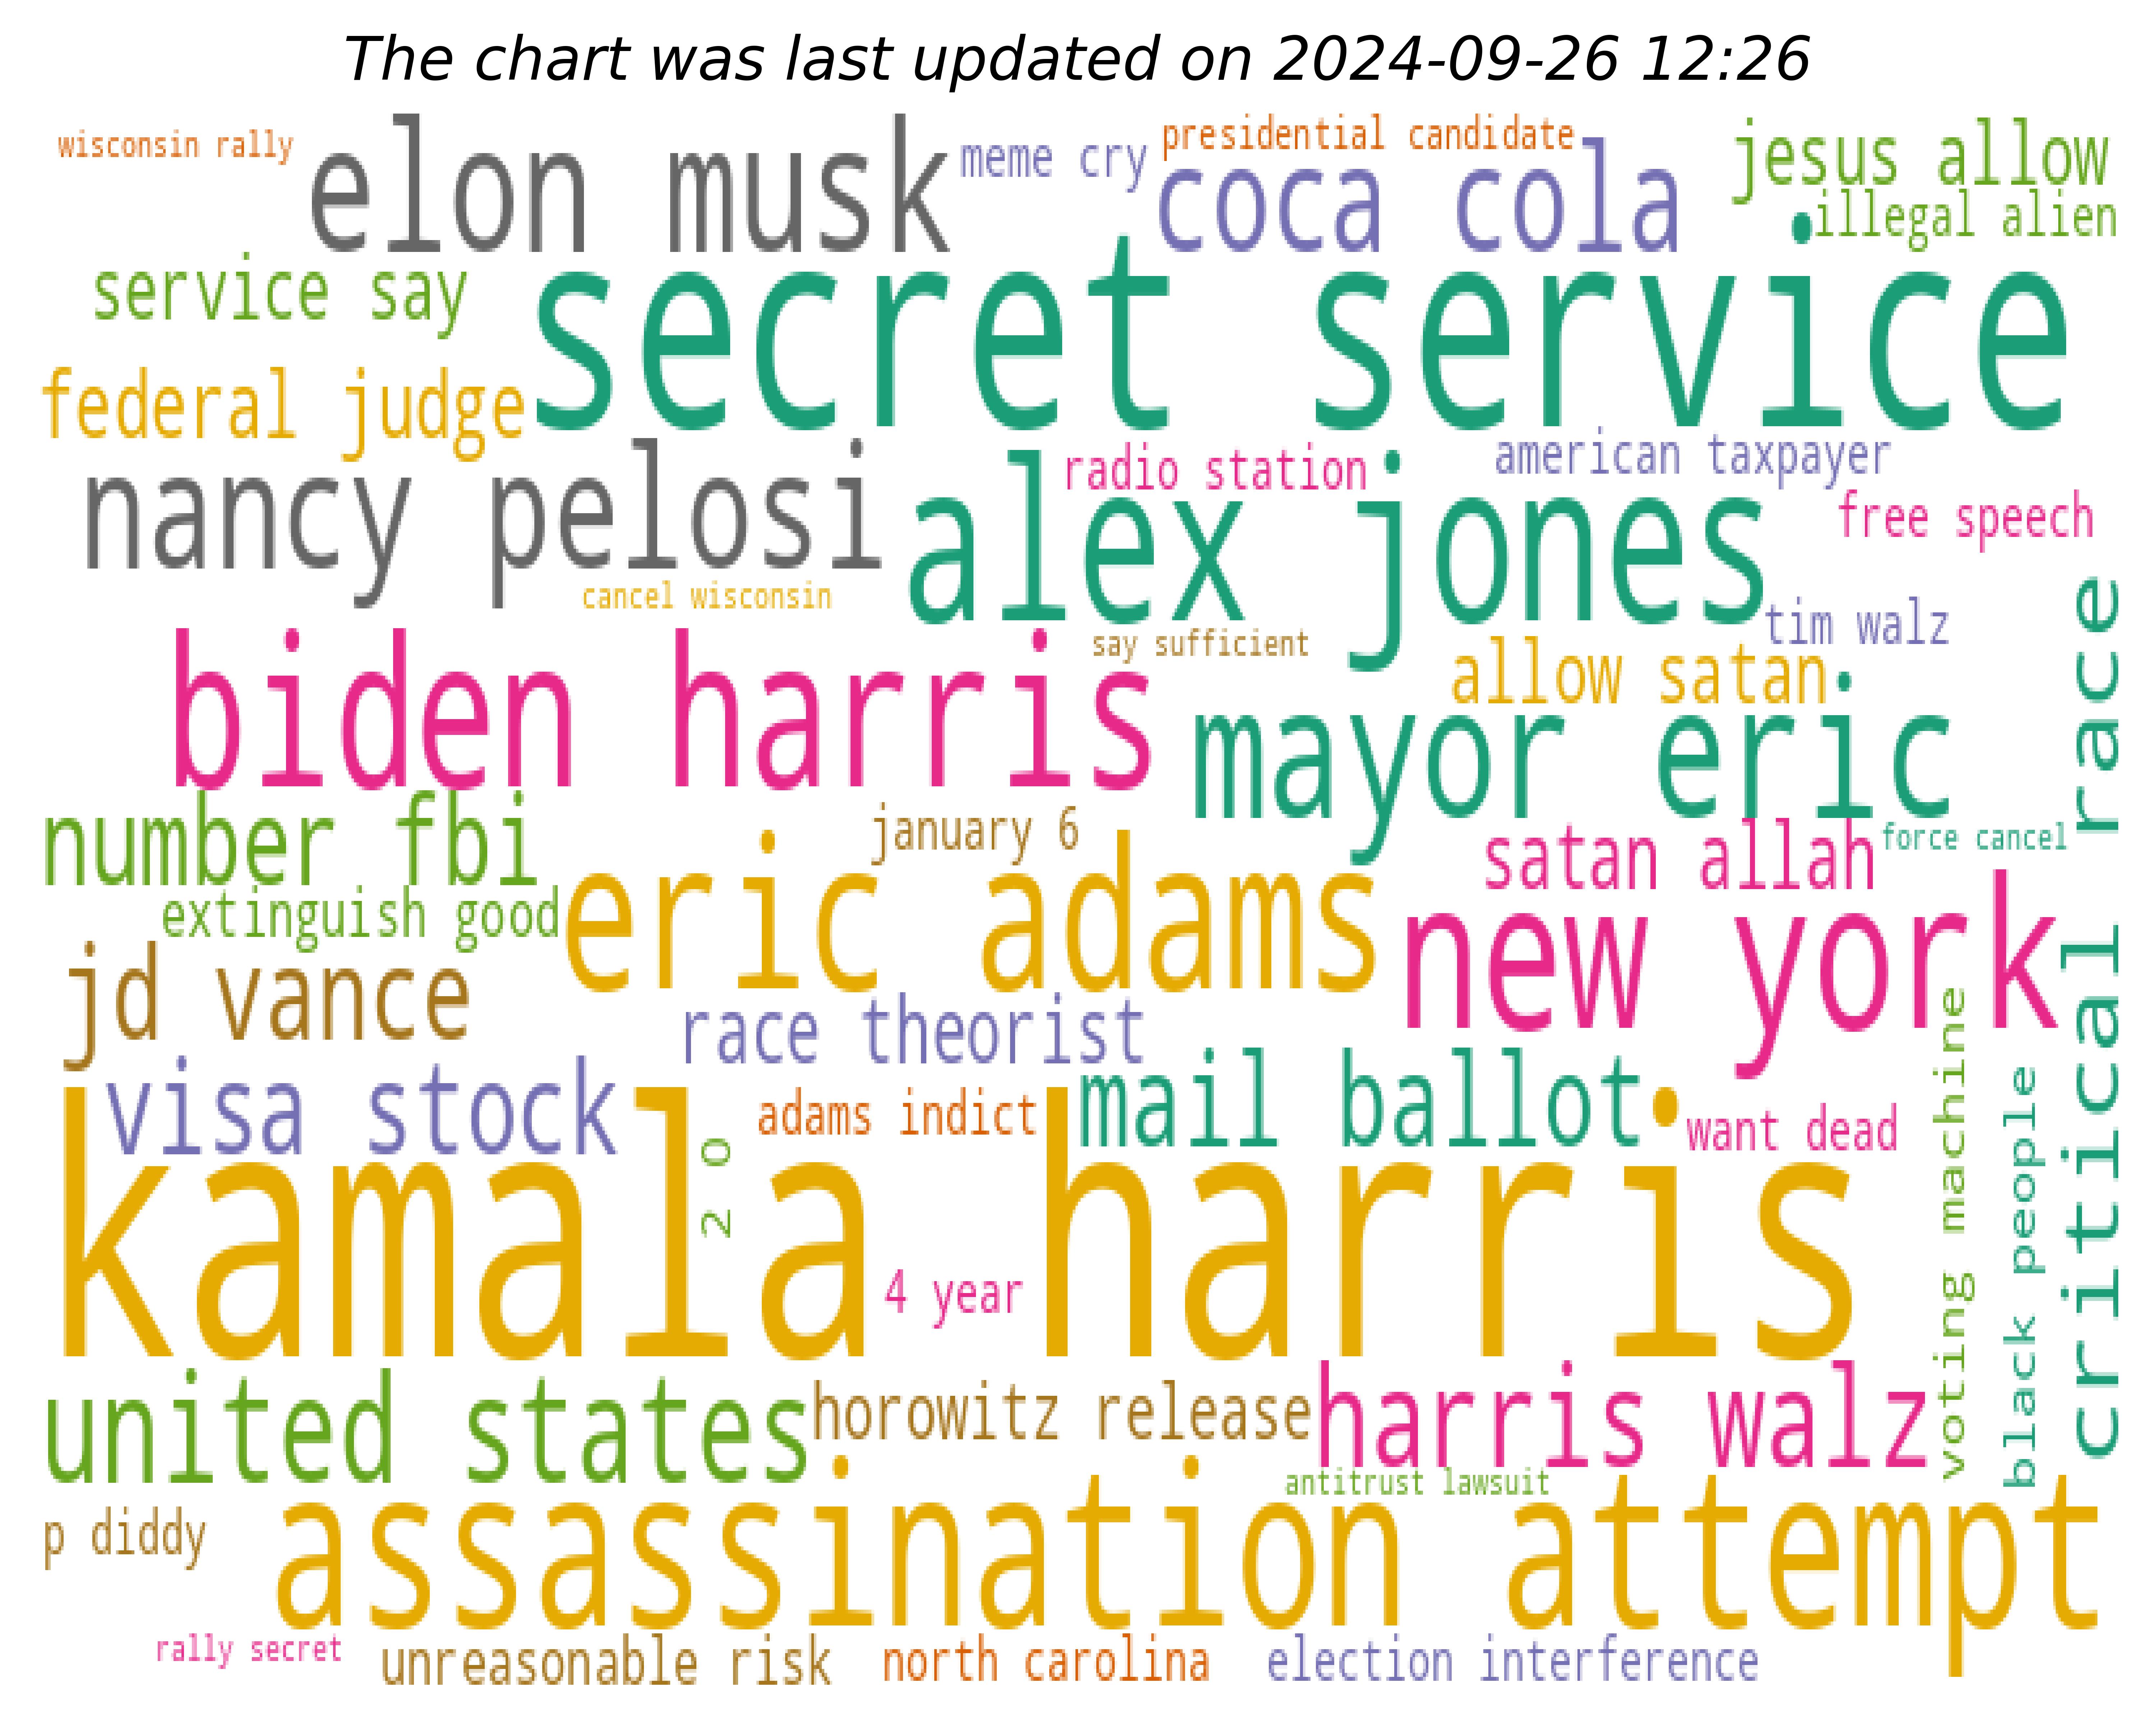 The chart was last updated on 2024-09-26 12:26
wisconsin rally
elon musk
meme cry
presidential candidate
coca cola
jesus allow
illegal alien
service say
secret service
federal judge
nancy pelosi
radio station
american taxpayer
alex jones
free speech
cancel wisconsin
tim walz
biden harris
say sufficient
allow satan
mayor eric
critical race
number fbi
january 6
satan allah
force cancel
extinguish good
eric adams
new york
jd vance
race theorist
visa stock
mail ballot
adams indict
want dead
voting machine
black people
kamala harris
2 0
4 year
united states
horowitz release
harris walz
antitrust lawsuit
p diddy
assassination attempt
rally secret
unreasonable risk
north carolina
election interference